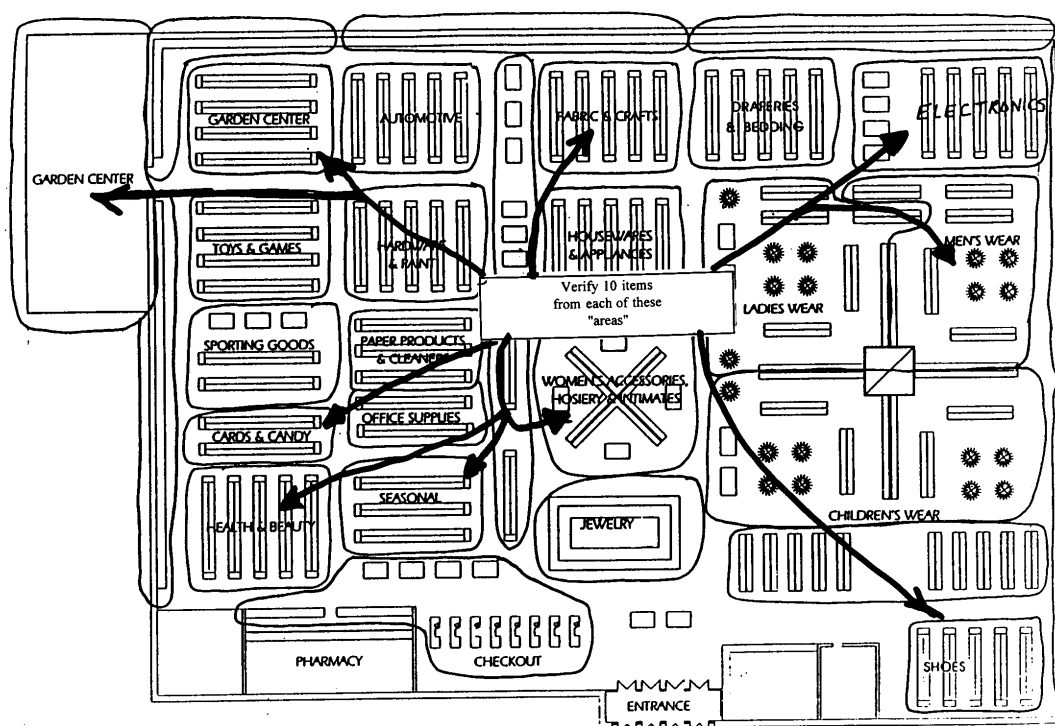 GARDEN CENTER
AUTOMOTIVE
FABRIC & CRAFTS
DRAPERIES
& BEDDING
ELECTRONICS
GARDEN CENTER
TOYS & GAMES
HARDWARE
& PAINT
HOUSEWARES
& APPLIANCES
MEN'S WEAR
LADIES WEAR
Verify 10 items
from each of these
"areas"
SPORTING GOODS
PAPER PRODUCTS
& CLEANERS
WOMEN'S ACCESSORIES,
HOSIERY & INTIMATES
OFFICE SUPPLIES
CARDS & CANDY
SEASONAL
HEALTH & BEAUTY
JEWELRY
CHILDREN'S WEAR
PHARMACY
CHECKOUT
SHOES
ENTRANCE